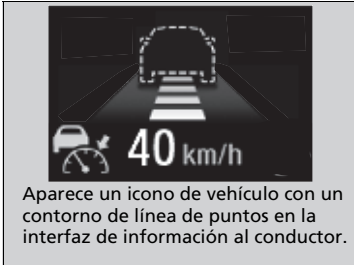 40 km/h
Aparece un icono de vehículo con un
contorno de línea de puntos en la
interfaz de información al conductor.